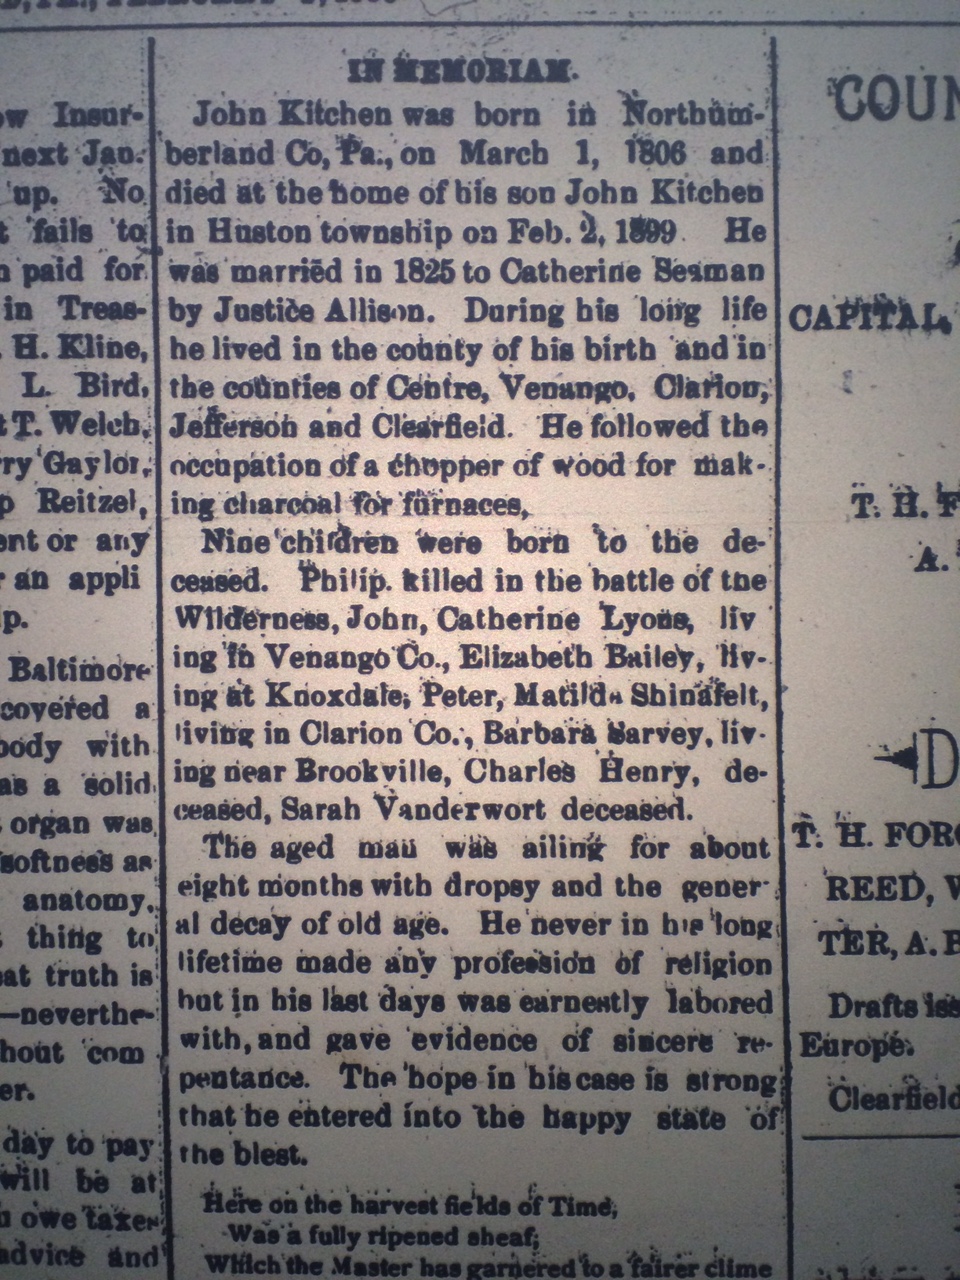 ow Insur-
next Jan.
up. No
t fails to
n paid for
in Treas-
. H. Kline,
L. Bird,
t T. Welch,
ry Gaylor,
p Reitzel,
ent or any
r an appli
p.
Baltimore
covered a
body with
as a solid
organ was
softness as
anatomy,
thing to
at truth is
—neverthe-
hout com
er.
day to pay
will be at
u owe taxes
advice and
IN MEMORIAM.
John Kitchen was born in Northum-
berland Co, Pa., on March 1, 1806 and
died at the home of his son John Kitchen
in Huston township on Feb. 2, 1899. He
was married in 1825 to Catherine Sesman
by Justice Allison. During his long life
he lived in the county of his birth and in
the counties of Centre, Venango, Clarion,
Jefferson and Clearfield. He followed the
occupation of a chopper of wood for mak-
ing charcoal for furnaces,
Nine children were born to the de-
ceased. Philip. killed in the battle of the
Wilderness, John, Catherine Lyons, liv
ing in Venango Co., Elizabeth Bailey, liv-
ing at Knoxdale, Peter, Matilda Shinafelt,
living in Clarion Co., Barbara Harvey, liv-
ing near Brookville, Charles Henry, de-
ceased, Sarah Vanderwort deceased.
The aged man was ailing for about
eight months with dropsy and the gener-
al decay of old age. He never in his long
lifetime made any profession of religion
but in his last days was earnestly labored
with, and gave evidence of sincere re-
pentance. The hope in his case is strong
that he entered into the happy state of
the blest.
Here on the harvest fields of Time,
Was a fully ripened sheaf;
Which the Master has garnered to a fairer clime
COUN
CAPITAL,
T. H. F
A.
D
T. H. FORC
REED, W
TER, A. B
Drafts iss
Europe.
Clearfield